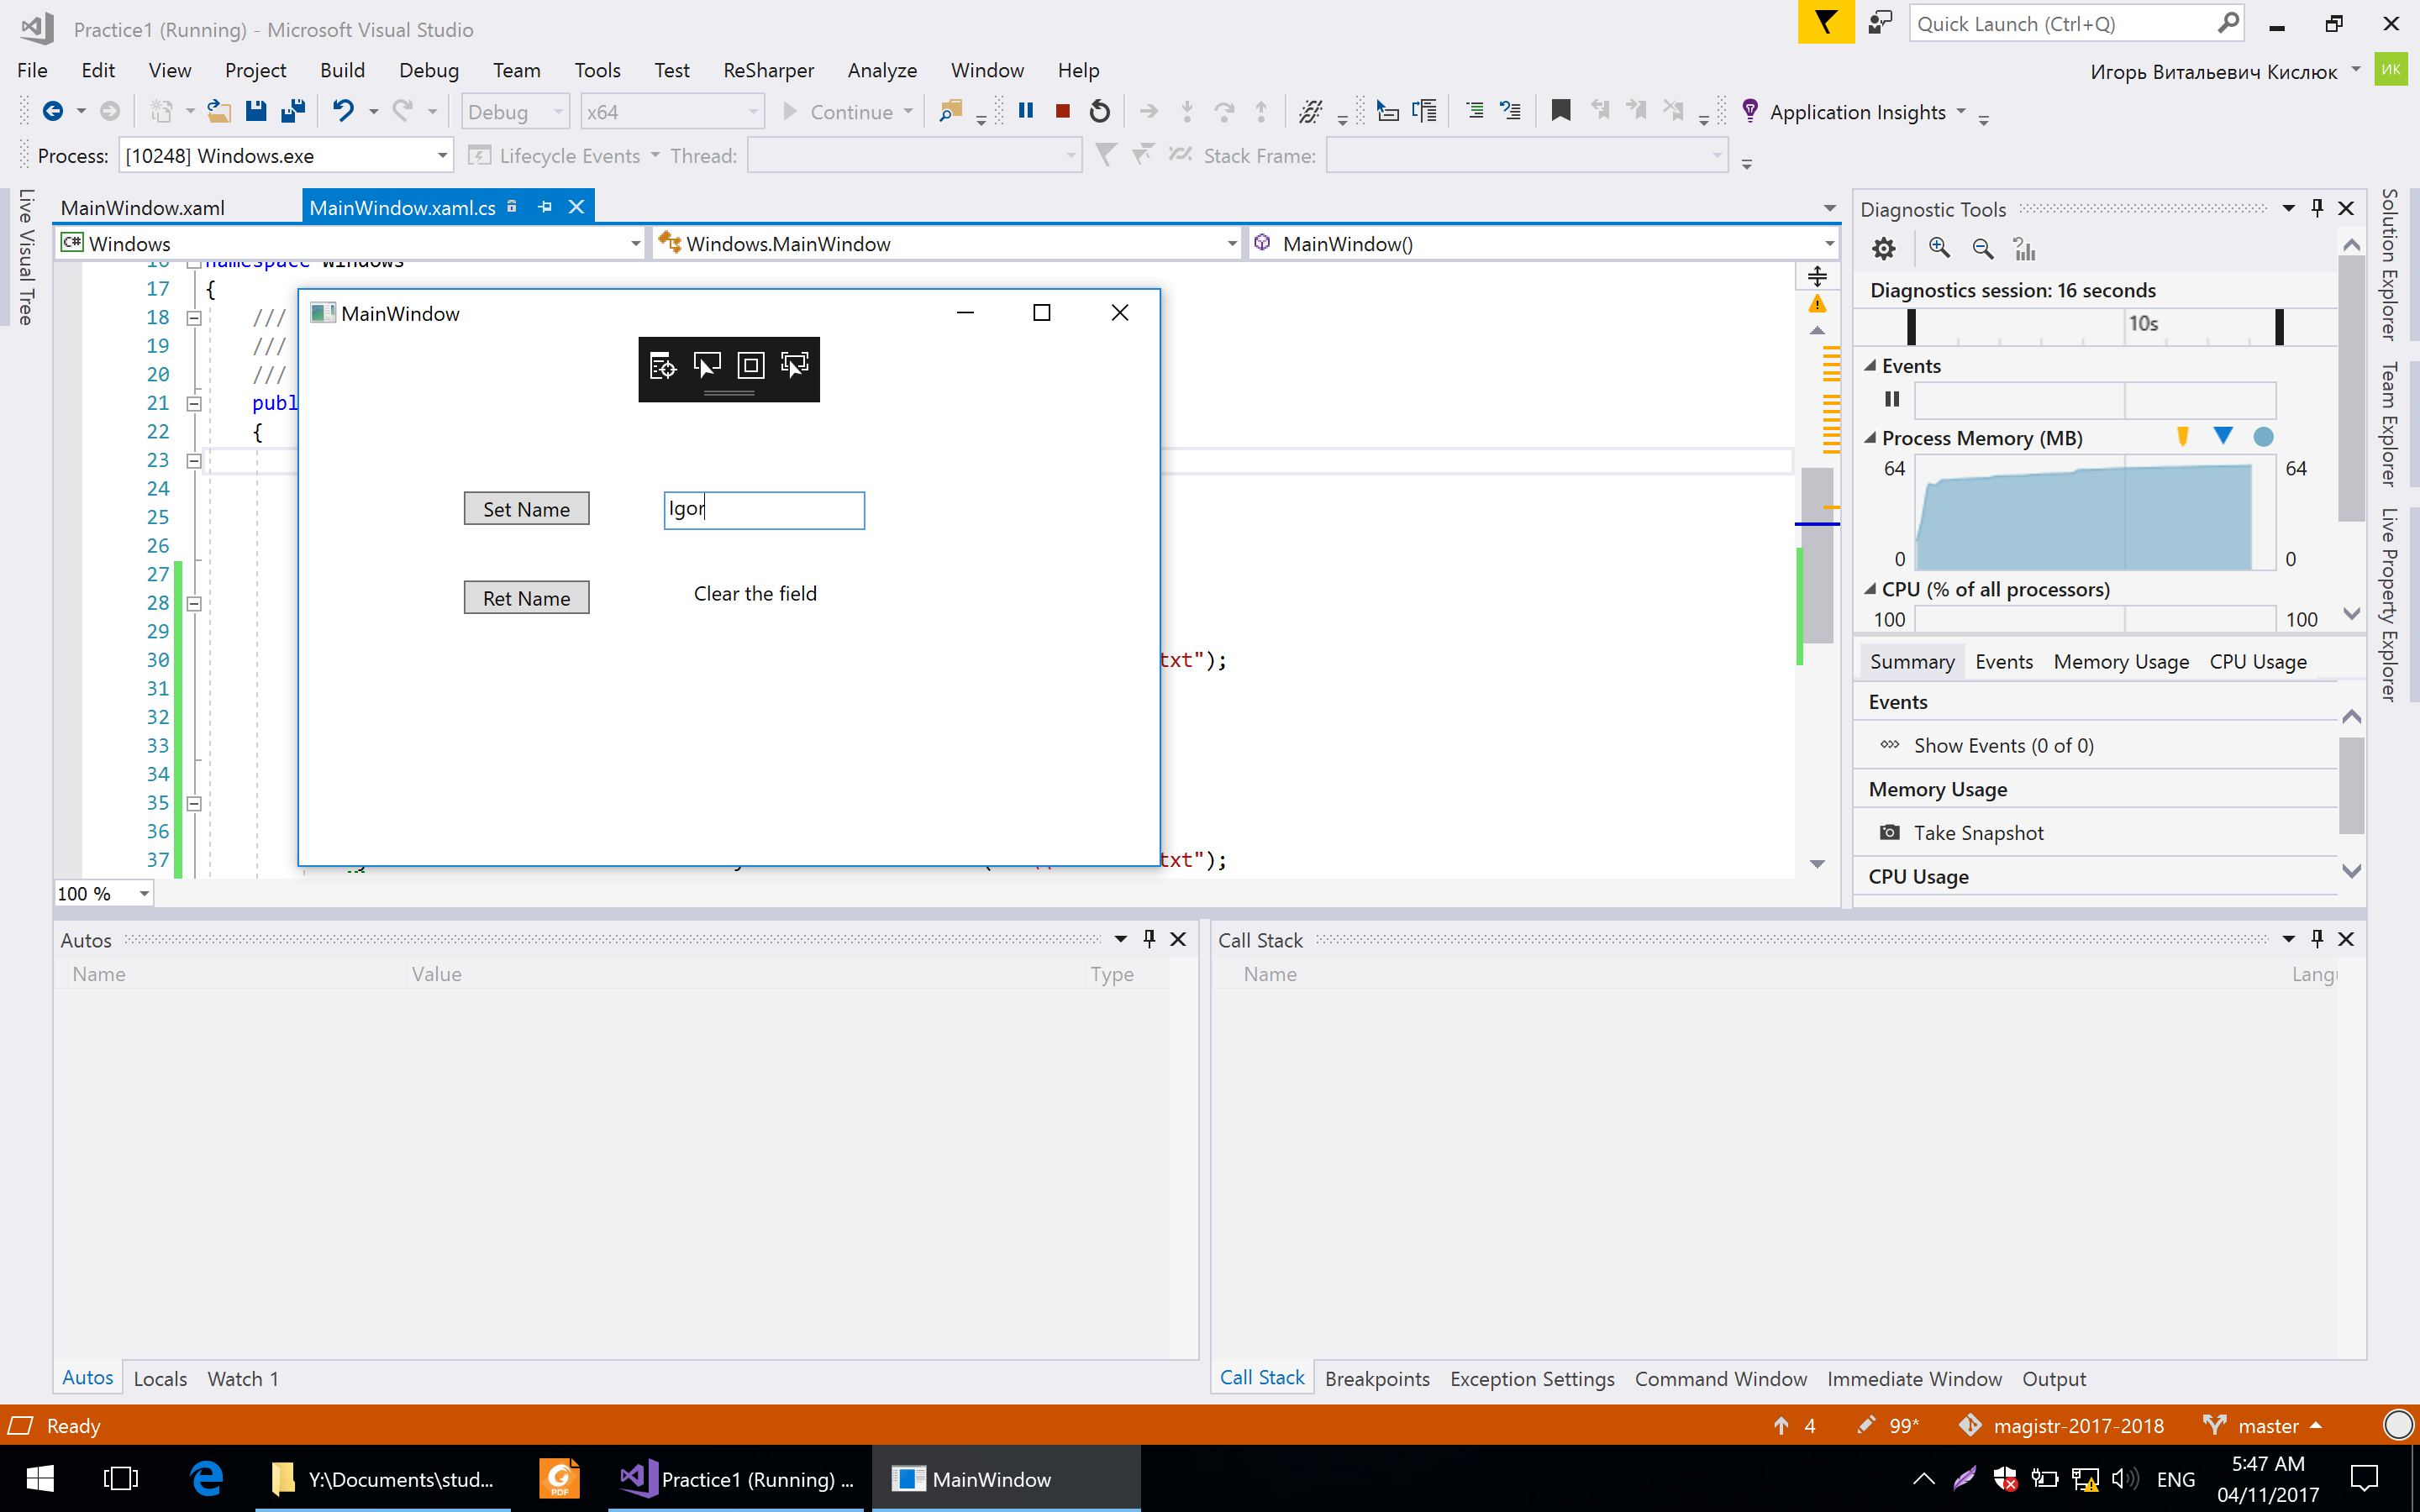 Practice1 (Running) - Microsoft Visual Studio
Quick Launch (Ctrl+Q)
File Edit View Project Build Debug Team Tools Test ReSharper Analyze Window Help
Игорь Витальевич Кислюк
ИК
Debug x64 Continue Application Insights
Process: [10248] Windows.exe Lifecycle Events Thread: Stack Frame:
Live Visual Tree
MainWindow.xaml MainWindow.xaml.cs
C# Windows Windows.MainWindow MainWindow()
16 namespace Windows
17 {
18 ///
19 ///
20 ///
21 publ
22 {
23
24
25
26
27
28
29
30 txt");
31
32
33
34
35
36
37 txt");
100 %
MainWindow
Set Name Igor
Ret Name Clear the field
Diagnostic Tools
Diagnostics session: 16 seconds
10s
Events
Process Memory (MB)
64 64
0 0
CPU (% of all processors)
100 100
Summary Events Memory Usage CPU Usage
Events
Show Events (0 of 0)
Memory Usage
Take Snapshot
CPU Usage
Solution Explorer
Team Explorer
Live Property Explorer
Autos
Name Value Type
Autos Locals Watch 1
Call Stack
Name Langu
Call Stack Breakpoints Exception Settings Command Window Immediate Window Output
Ready
4 99* magistr-2017-2018 master
Y:\Documents\stud... PDF Practice1 (Running) ... MainWindow
ENG
5:47 AM
04/11/2017